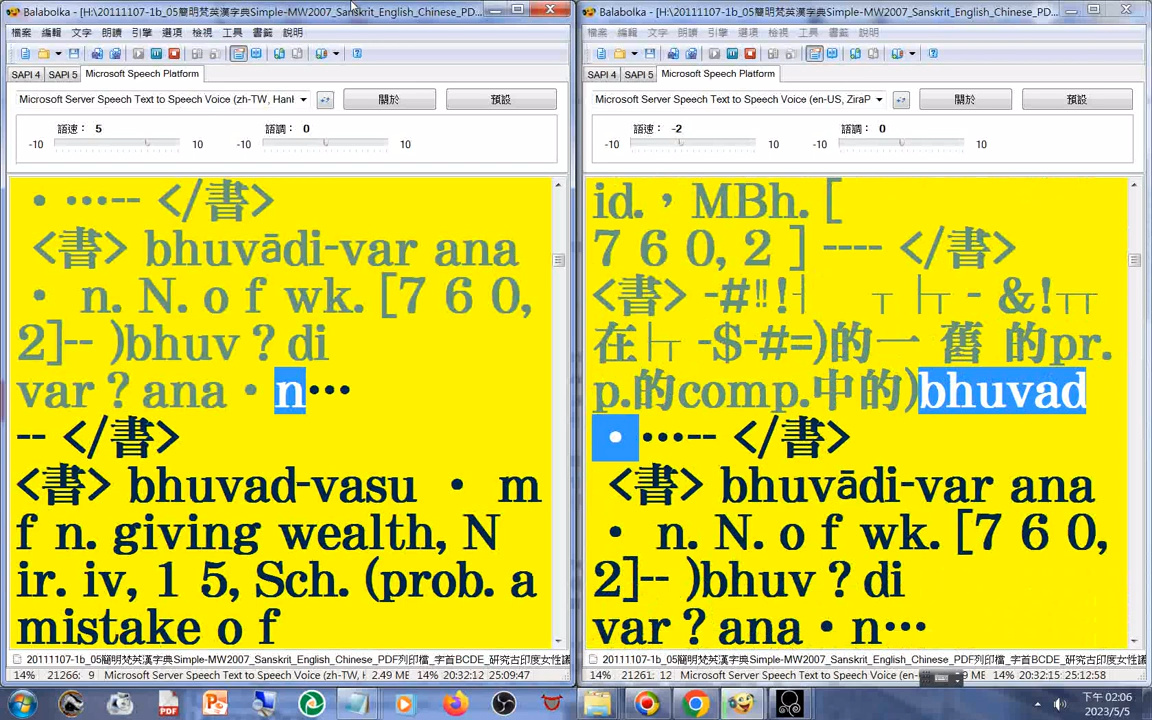 Balabolka - [H:\20111107-1b_05簡明梵英漢字典Simple-MW2007_Sanskrit_English_Chinese_PD...
檔案 編輯 文字 朗讀 引擎 選項 檢視 工具 書籤 說明
SAPI 4 SAPI 5 Microsoft Speech Platform
Microsoft Server Speech Text to Speech Voice (zh-TW, HanH 關於 預設
語速： 5 語調： 0
-10 10 -10 10
• …-- </書>
<書> bhuvādi-var ana
• n. N. o f wk. [7 6 0,
2]-- )bhuv？di
var？ana•n…
-- </書>
<書> bhuvad-vasu • m
f n. giving wealth, N
ir. iv, 1 5, Sch. (prob. a
mistake o f
20111107-1b_05簡明梵英漢字典Simple-MW2007_Sanskrit_English_Chinese_PDF列印檔_字首BCDE_研究古印度女性議
14% 21266: 9 Microsoft Server Speech Text to Speech Voice (zh-TW, H 2.49 MB 14% 20:32:12 25:09:47
Balabolka - [H:\20111107-1b_05簡明梵英漢字典Simple-MW2007_Sanskrit_English_Chinese_PD...
檔案 編輯 文字 朗讀 引擎 選項 檢視 工具 書籤 說明
SAPI 4 SAPI 5 Microsoft Speech Platform
Microsoft Server Speech Text to Speech Voice (en-US, ZiraP 關於 預設
語速： -2 語調： 0
-10 10 -10 10
id.，MBh. [
7 6 0, 2 ] ---- </書>
<書> -#‼!┤ ┬├┬ - &!┬┬
在├┬ -$-#=)的一 舊 的pr.
p.的comp.中的)bhuvad
•…-- </書>
<書> bhuvādi-var ana
• n. N. o f wk. [7 6 0,
2]-- )bhuv？di
var？ana•n…
20111107-1b_05簡明梵英漢字典Simple-MW2007_Sanskrit_English_Chinese_PDF列印檔_字首BCDE_研究古印度女性議
14% 21261: 12 Microsoft Server Speech Text to Speech Voice (en-US 14% 20:32:15 25:12:58
下午 02:06
2023/5/5